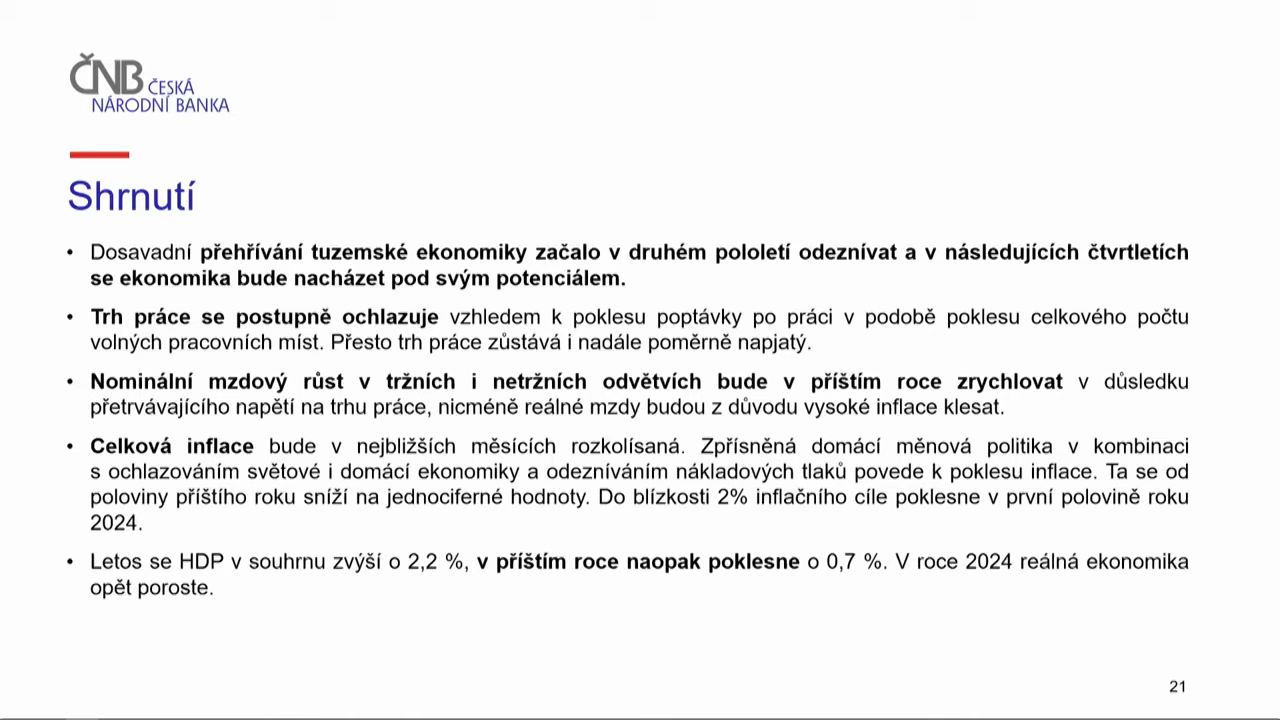 ČNB ČESKÁ
NÁRODNÍ BANKA
Shrnutí
• Dosavadní přehřívání tuzemské ekonomiky začalo v druhém pololetí odeznívat a v následujících čtvrtletích
se ekonomika bude nacházet pod svým potenciálem.
• Trh práce se postupně ochlazuje vzhledem k poklesu poptávky po práci v podobě poklesu celkového počtu
volných pracovních míst. Přesto trh práce zůstává i nadále poměrně napjatý.
• Nominální mzdový růst v tržních i netržních odvětvích bude v příštím roce zrychlovat v důsledku
přetrvávajícího napětí na trhu práce, nicméně reálné mzdy budou z důvodu vysoké inflace klesat.
• Celková inflace bude v nejbližších měsících rozkolísaná. Zpřísněná domácí měnová politika v kombinaci
s ochlazováním světové i domácí ekonomiky a odezníváním nákladových tlaků povede k poklesu inflace. Ta se od
poloviny příštího roku sníží na jednociferné hodnoty. Do blízkosti 2% inflačního cíle poklesne v první polovině roku
2024.
• Letos se HDP v souhrnu zvýší o 2,2 %, v příštím roce naopak poklesne o 0,7 %. V roce 2024 reálná ekonomika
opět poroste.
21